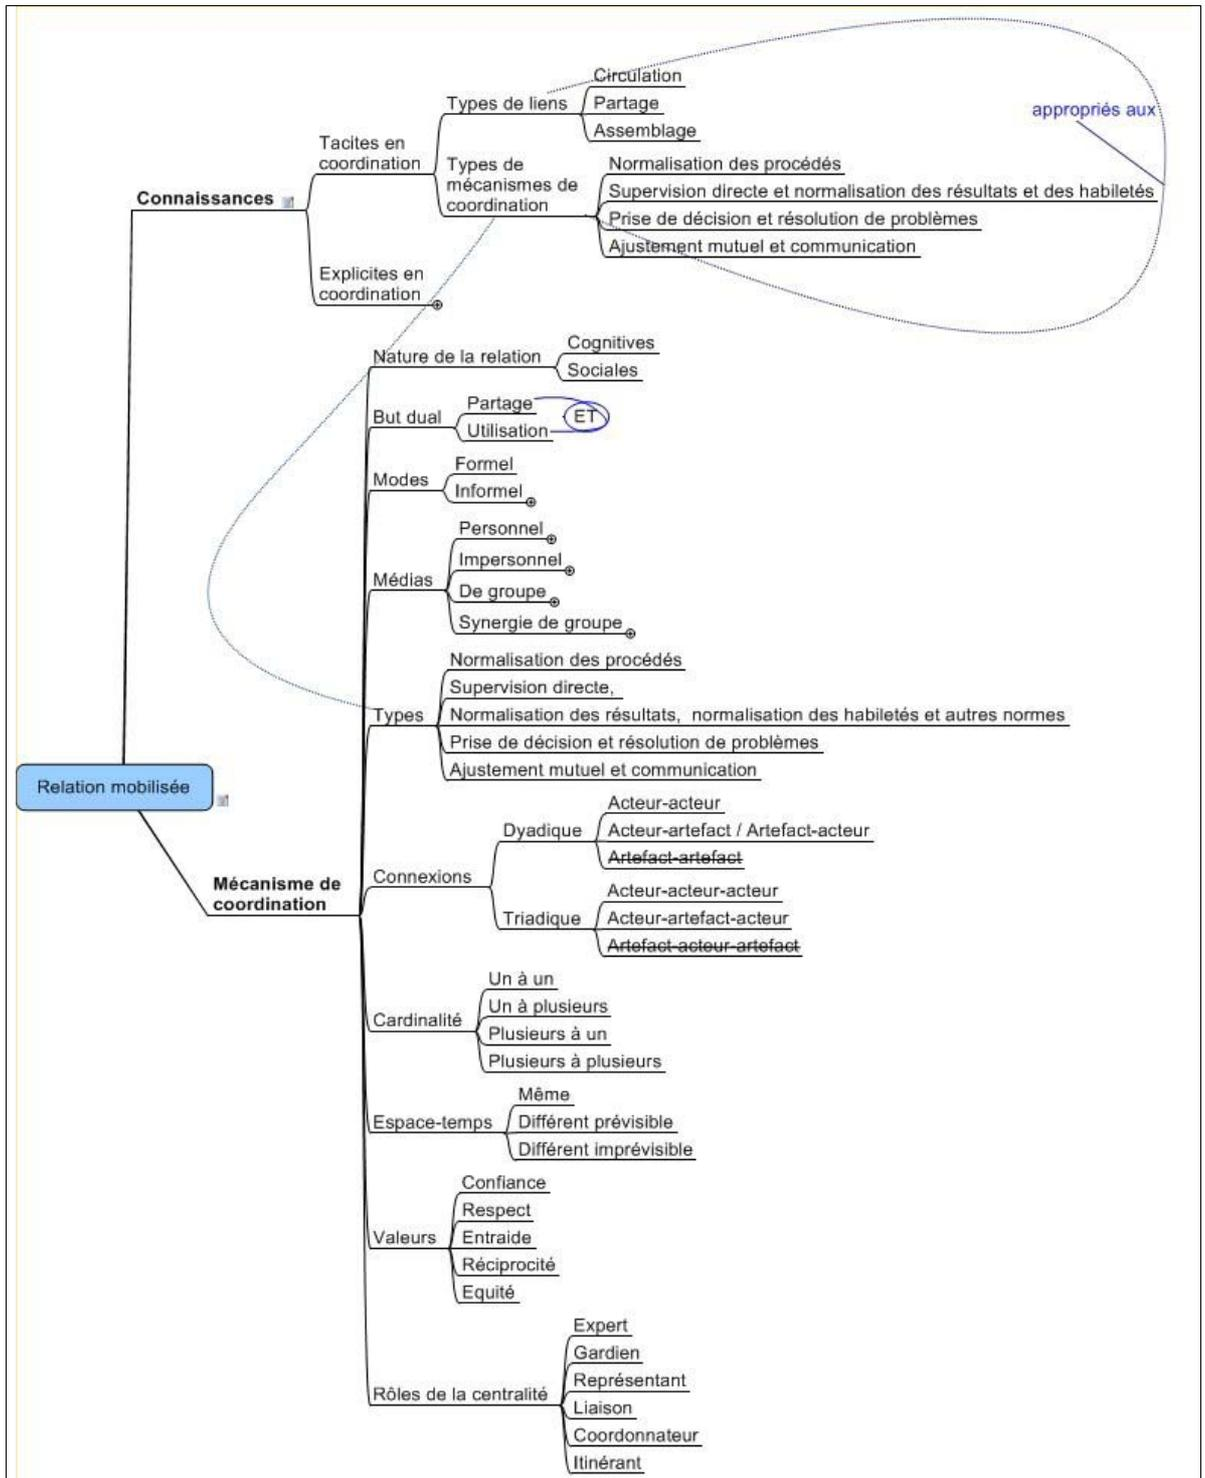 Circulation
Types de liens
Partage
appropriés aux
Assemblage
Tacites en
coordination
Types de
mécanismes de
coordination
Normalisation des procédés
Supervision directe et normalisation des résultats et des habiletés
Prise de décision et résolution de problèmes
Ajustement mutuel et communication
Connaissances
Explicites en
coordination
Nature de la relation
Cognitives
Sociales
But dual
Partage
Utilisation
ET
Modes
Formel
Informel
Médias
Personnel
Impersonnel
De groupe
Synergie de groupe
Types
Normalisation des procédés
Supervision directe,
Normalisation des résultats, normalisation des habiletés et autres normes
Prise de décision et résolution de problèmes
Ajustement mutuel et communication
Relation mobilisée
Mécanisme de
coordination
Connexions
Dyadique
Acteur-acteur
Acteur-artefact / Artefact-acteur
Artefact-artefact
Triadique
Acteur-acteur-acteur
Acteur-artefact-acteur
Artefact-acteur-artefact
Cardinalité
Un à un
Un à plusieurs
Plusieurs à un
Plusieurs à plusieurs
Espace-temps
Même
Différent prévisible
Différent imprévisible
Valeurs
Confiance
Respect
Entraide
Réciprocité
Equité
Rôles de la centralité
Expert
Gardien
Représentant
Liaison
Coordonnateur
Itinérant